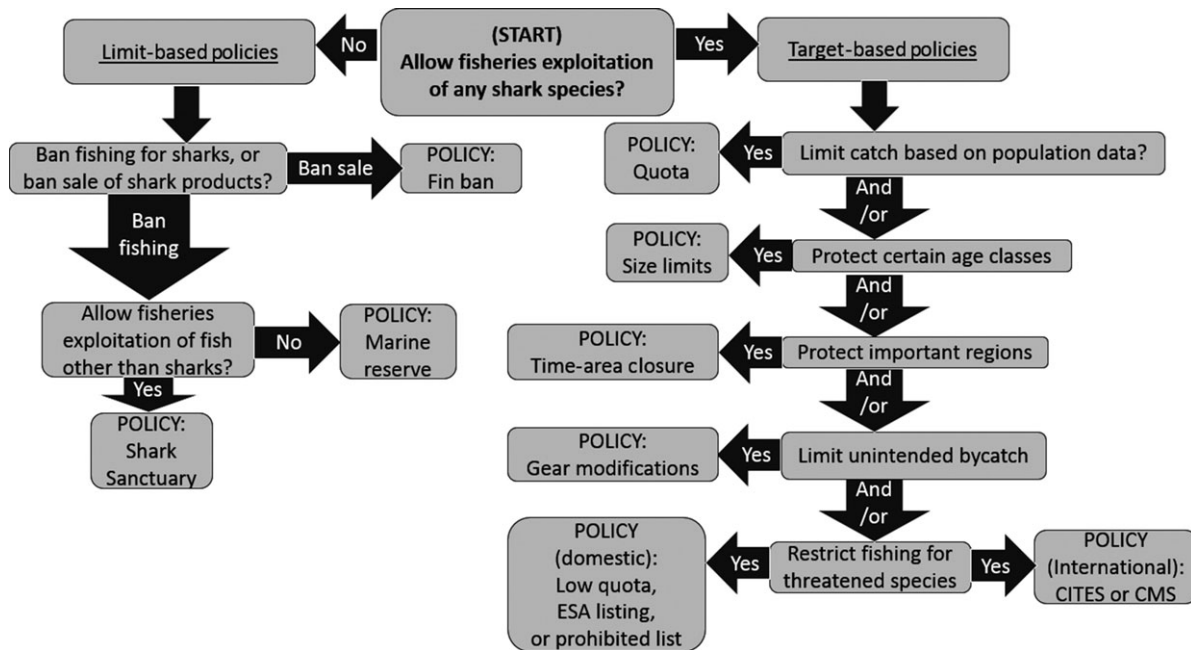 Limit-based policies
No
(START)
Allow fisheries exploitation
of any shark species?
Yes
Target-based policies
Ban fishing for sharks, or
ban sale of shark products?
Ban sale
POLICY:
Fin ban
Ban
fishing
Allow fisheries
exploitation of fish
other than sharks?
No
POLICY:
Marine
reserve
Yes
POLICY:
Shark
Sanctuary
POLICY:
Quota
Yes
Limit catch based on population data?
And
/or
POLICY:
Size limits
Yes
Protect certain age classes
And
/or
POLICY:
Time-area closure
Yes
Protect important regions
And
/or
POLICY:
Gear modifications
Yes
Limit unintended bycatch
And
/or
POLICY
(domestic):
Low quota,
ESA listing,
or prohibited list
Yes
Restrict fishing for
threatened species
Yes
POLICY
(International):
CITES or CMS